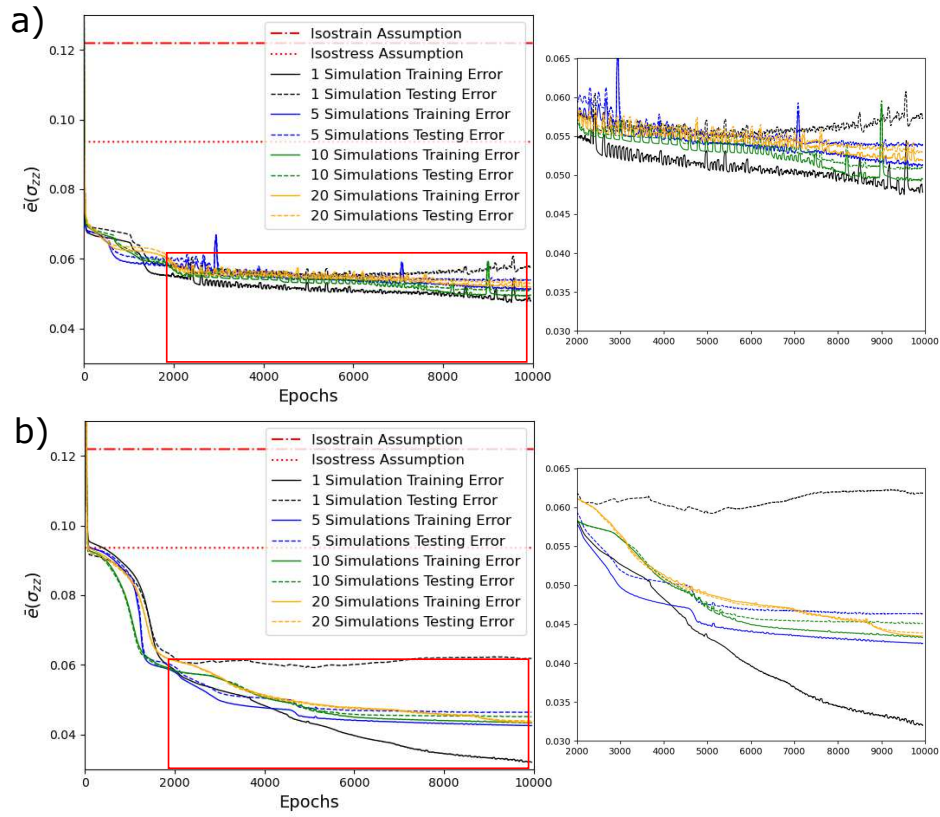 a)
0.12
0.10
0.08
0.06
0.04
ē(σzz)
0 2000 4000 6000 8000 10000
Epochs
Isostrain Assumption
Isostress Assumption
1 Simulation Training Error
1 Simulation Testing Error
5 Simulations Training Error
5 Simulations Testing Error
10 Simulations Training Error
10 Simulations Testing Error
20 Simulations Training Error
20 Simulations Testing Error
0.065
0.060
0.055
0.050
0.045
0.040
0.035
0.030
2000 3000 4000 5000 6000 7000 8000 9000 10000
b)
0.12
0.10
0.08
0.06
0.04
ē(σzz)
0 2000 4000 6000 8000 10000
Epochs
Isostrain Assumption
Isostress Assumption
1 Simulation Training Error
1 Simulation Testing Error
5 Simulations Training Error
5 Simulations Testing Error
10 Simulations Training Error
10 Simulations Testing Error
20 Simulations Training Error
20 Simulations Testing Error
0.065
0.060
0.055
0.050
0.045
0.040
0.035
0.030
2000 3000 4000 5000 6000 7000 8000 9000 10000